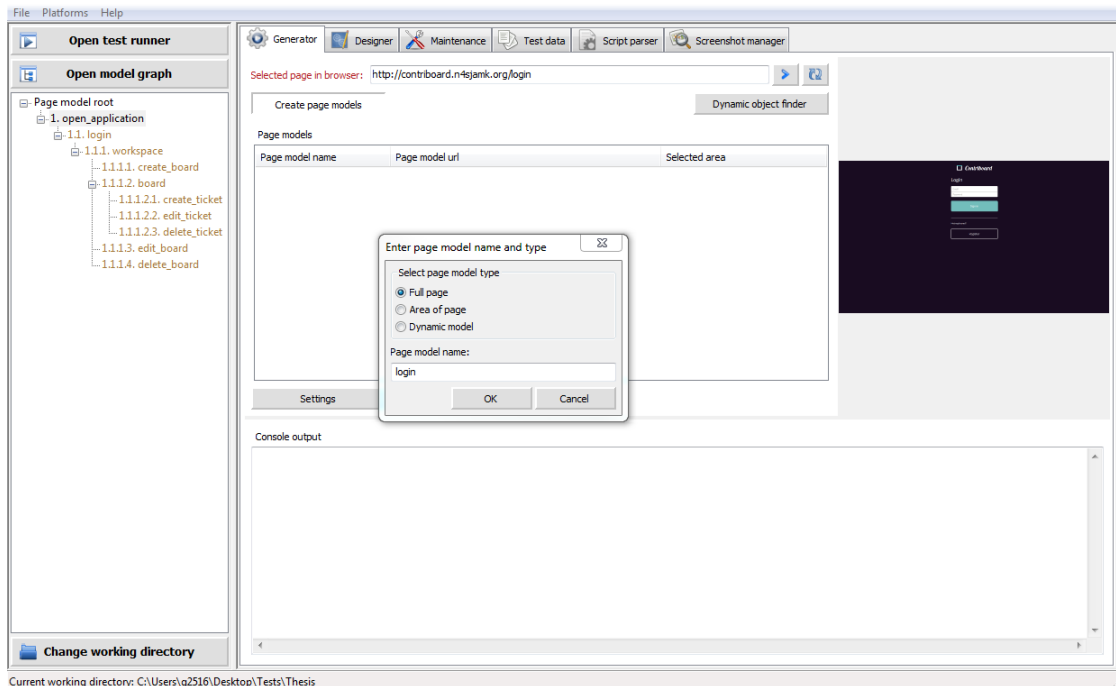 File Platforms Help
Open test runner
Open model graph
Page model root
1. open_application
1.1. login
1.1.1. workspace
1.1.1.1. create_board
1.1.1.2. board
1.1.1.2.1. create_ticket
1.1.1.2.2. edit_ticket
1.1.1.2.3. delete_ticket
1.1.1.3. edit_board
1.1.1.4. delete_board
Change working directory
Generator Designer Maintenance Test data Script parser Screenshot manager
Selected page in browser: http://contriboard.n4sjamk.org/login
Create page models Dynamic object finder
Page models
Page model name Page model url Selected area
Contriboard
Login
Enter page model name and type
Select page model type
Full page
Area of page
Dynamic model
Page model name:
login
OK Cancel
Settings
Console output
Current working directory: C:\Users\q2516\Desktop\Tests\Thesis